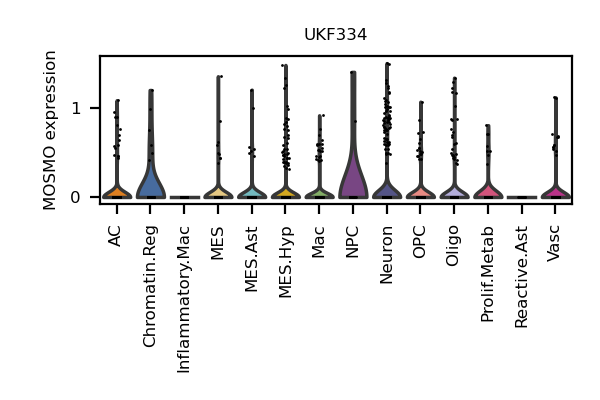 UKF334
MOSMO expression
1
0
AC
Chromatin.Reg
Inflammatory.Mac
MES
MES.Ast
MES.Hyp
Mac
NPC
Neuron
OPC
Oligo
Prolif.Metab
Reactive.Ast
Vasc